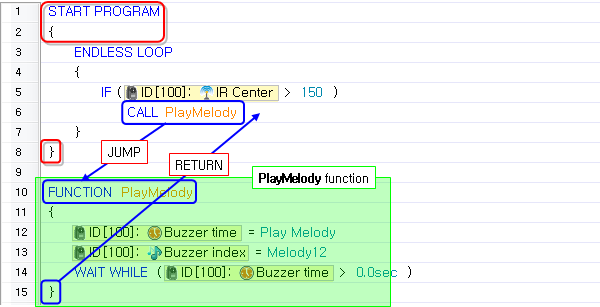 1 START PROGRAM
2 {
3 ENDLESS LOOP
4 {
5 IF ( ID[100]: IR Center > 150 )
6 CALL PlayMelody
7 }
8 }
JUMP
RETURN
PlayMelody function
9
10 FUNCTION PlayMelody
11 {
12 ID[100]: Buzzer time = Play Melody
13 ID[100]: Buzzer index = Melody12
14 WAIT WHILE ( ID[100]: Buzzer time > 0.0sec )
15 }